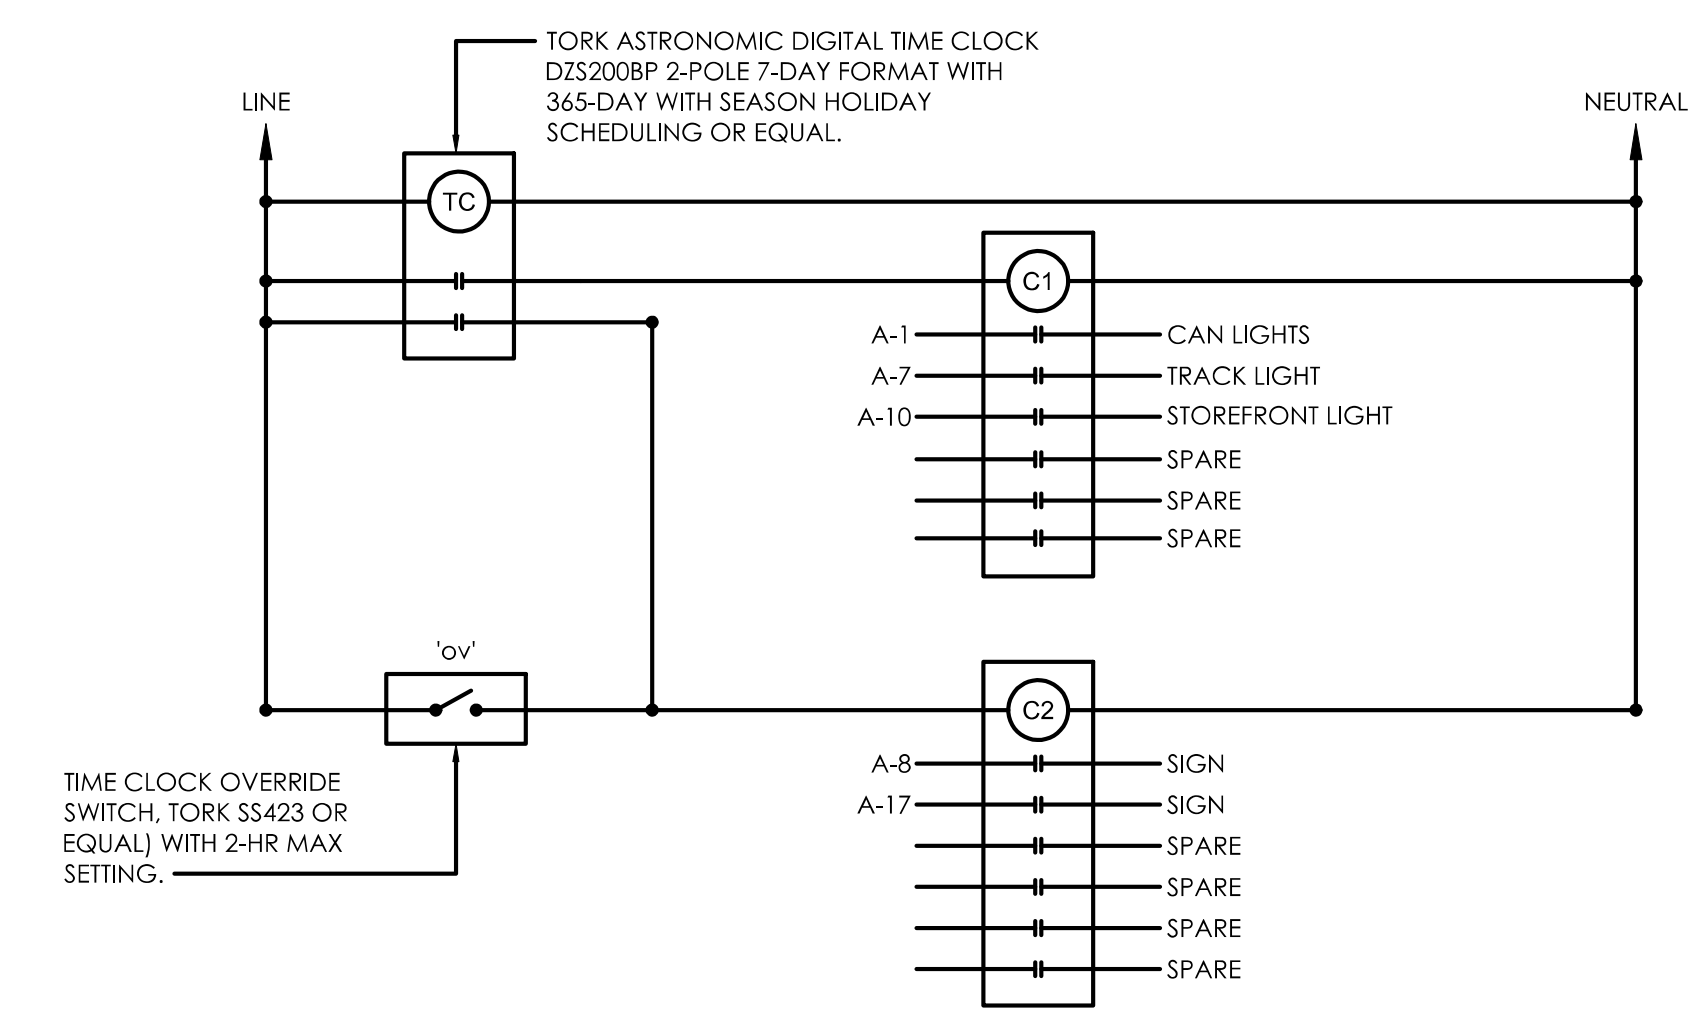 TORK ASTRONOMIC DIGITAL TIME CLOCK
DZS200BP 2-POLE 7-DAY FORMAT WITH
365-DAY WITH SEASON HOLIDAY
SCHEDULING OR EQUAL.
LINE
NEUTRAL
TC
C1
A-1 CAN LIGHTS
A-7 TRACK LIGHT
A-10 STOREFRONT LIGHT
SPARE
SPARE
SPARE
'OV'
C2
TIME CLOCK OVERRIDE
SWITCH, TORK SS423 OR
EQUAL) WITH 2-HR MAX
SETTING.
A-8 SIGN
A-17 SIGN
SPARE
SPARE
SPARE
SPARE